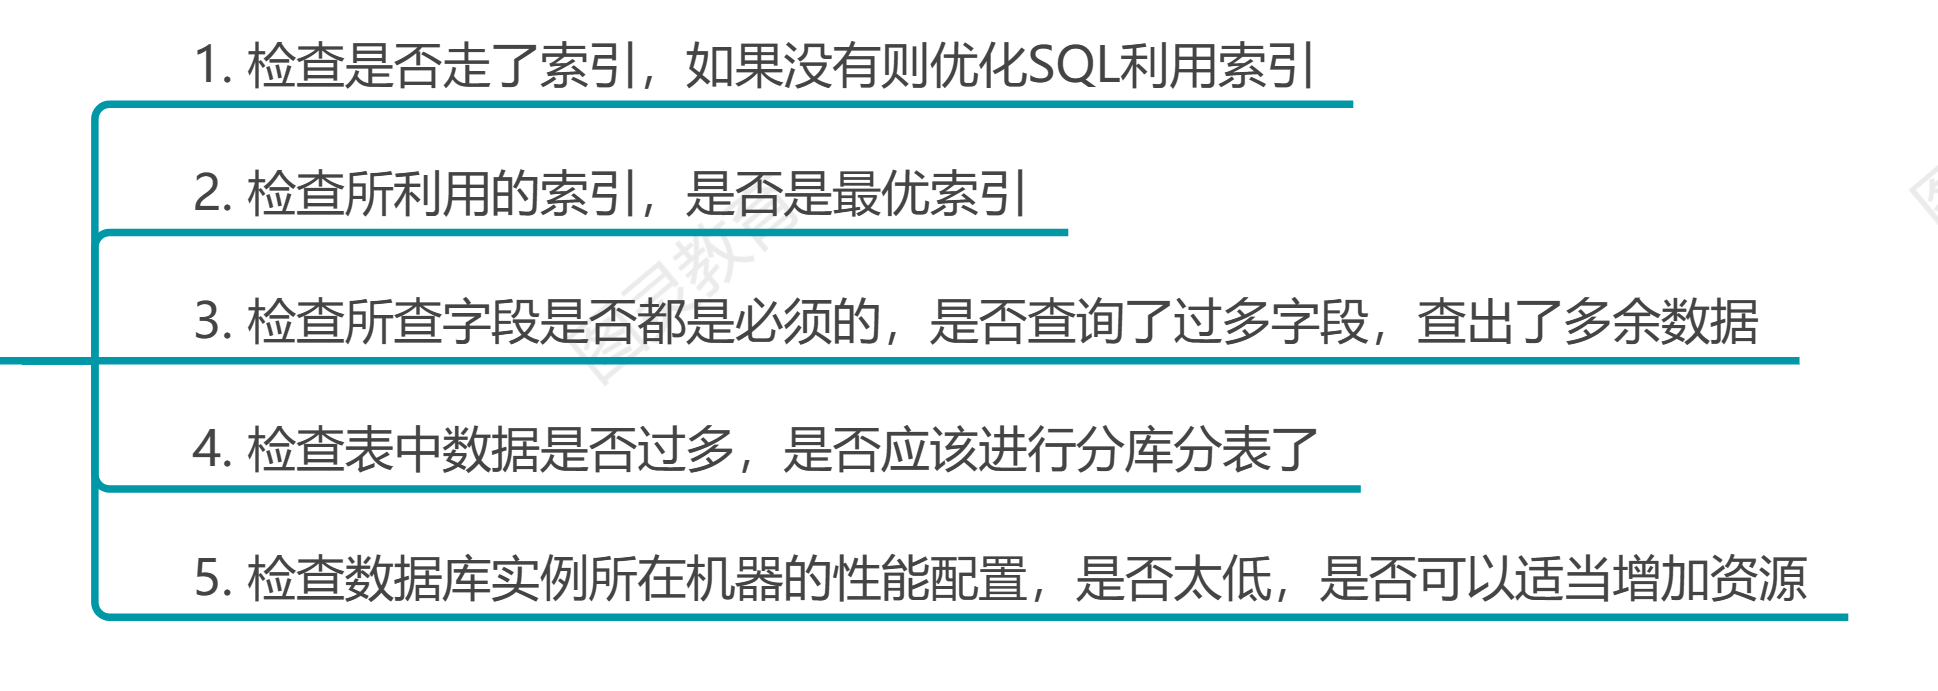 1. 检查是否走了索引，如果没有则优化SQL利用索引
2. 检查所利用的索引，是否是最优索引
3. 检查所查字段是否都是必须的，是否查询了过多字段，查出了多余数据
4. 检查表中数据是否过多，是否应该进行分库分表了
5. 检查数据库实例所在机器的性能配置，是否太低，是否可以适当增加资源
图灵教育